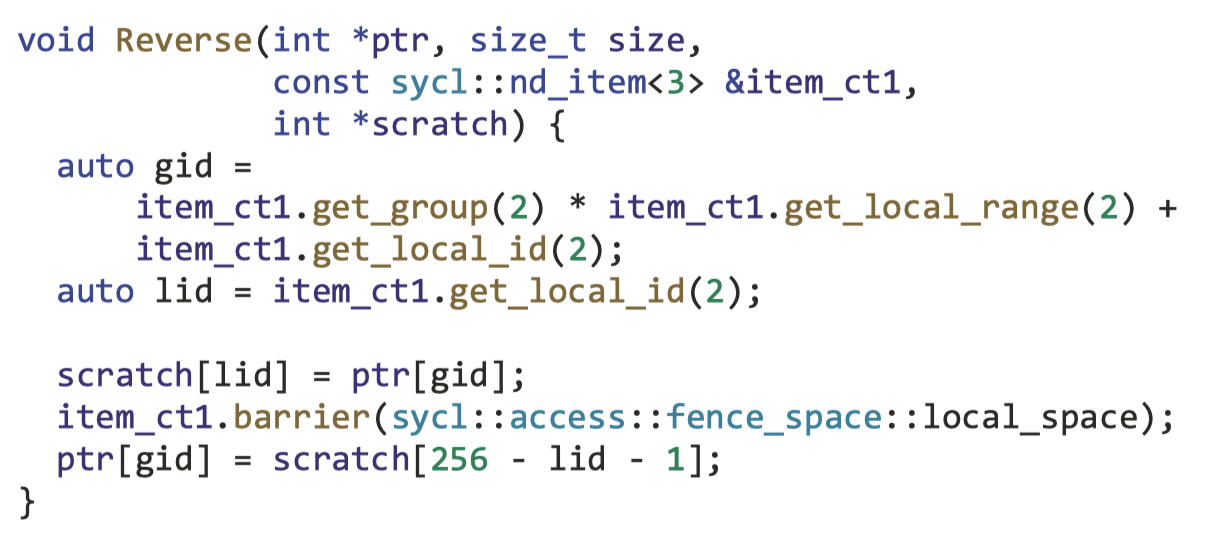 void Reverse(int *ptr, size_t size,
             const sycl::nd_item<3> &item_ct1,
             int *scratch) {
  auto gid =
      item_ct1.get_group(2) * item_ct1.get_local_range(2) +
      item_ct1.get_local_id(2);
  auto lid = item_ct1.get_local_id(2);

  scratch[lid] = ptr[gid];
  item_ct1.barrier(sycl::access::fence_space::local_space);
  ptr[gid] = scratch[256 - lid - 1];
}